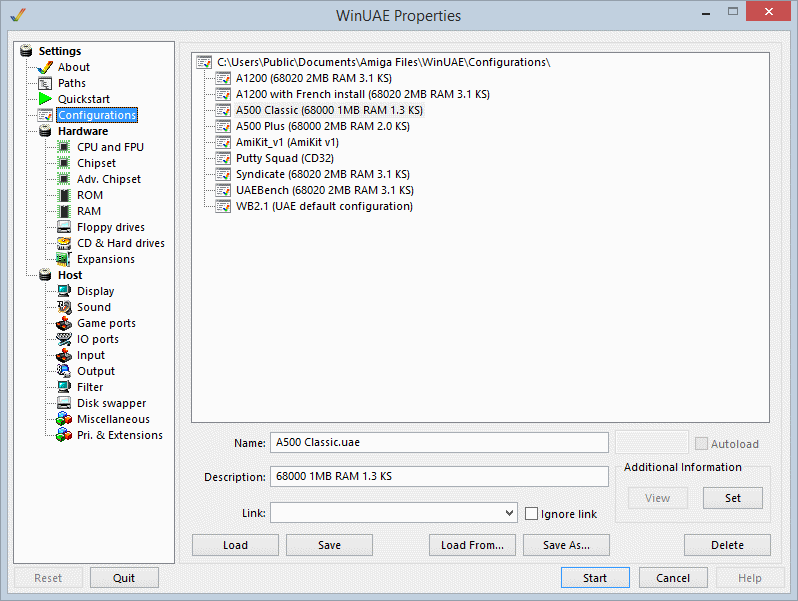 WinUAE Properties
Settings
About
Paths
Quickstart
Configurations
Hardware
CPU and FPU
Chipset
Adv. Chipset
ROM
RAM
Floppy drives
CD & Hard drives
Expansions
Host
Display
Sound
Game ports
IO ports
Input
Output
Filter
Disk swapper
Miscellaneous
Pri. & Extensions
C:\Users\Public\Documents\Amiga Files\WinUAE\Configurations\
A1200 (68020 2MB RAM 3.1 KS)
A1200 with French install (68020 2MB RAM 3.1 KS)
A500 Classic (68000 1MB RAM 1.3 KS)
A500 Plus (68000 2MB RAM 2.0 KS)
AmiKit_v1 (AmiKit v1)
Putty Squad (CD32)
Syndicate (68020 2MB RAM 3.1 KS)
UAEBench (68020 2MB RAM 3.1 KS)
WB2.1 (UAE default configuration)
Name: A500 Classic.uae Autoload
Description: 68000 1MB RAM 1.3 KS
Additional Information
View Set
Link: Ignore link
Load Save Load From... Save As... Delete
Reset Quit Start Cancel Help